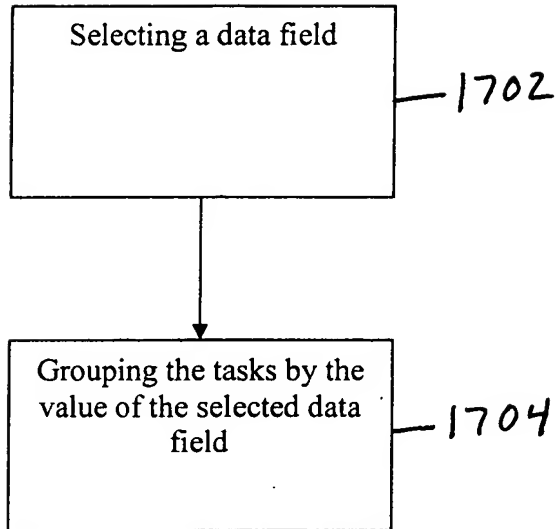 Selecting a data field
1702
Grouping the tasks by the
value of the selected data
field
1704